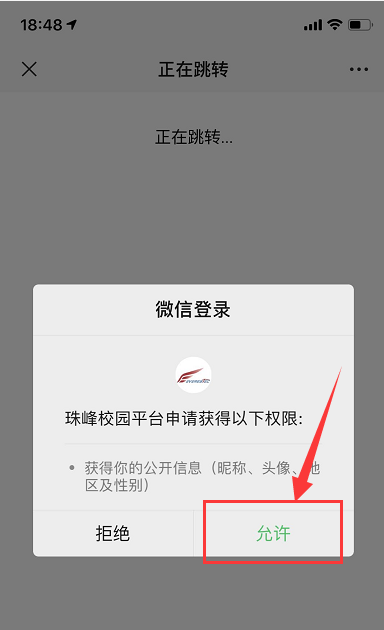 18:48
正在跳转
正在跳转...
微信登录
珠峰校园平台申请获得以下权限:
• 获得你的公开信息（昵称、头像、地
区及性别）
拒绝
允许